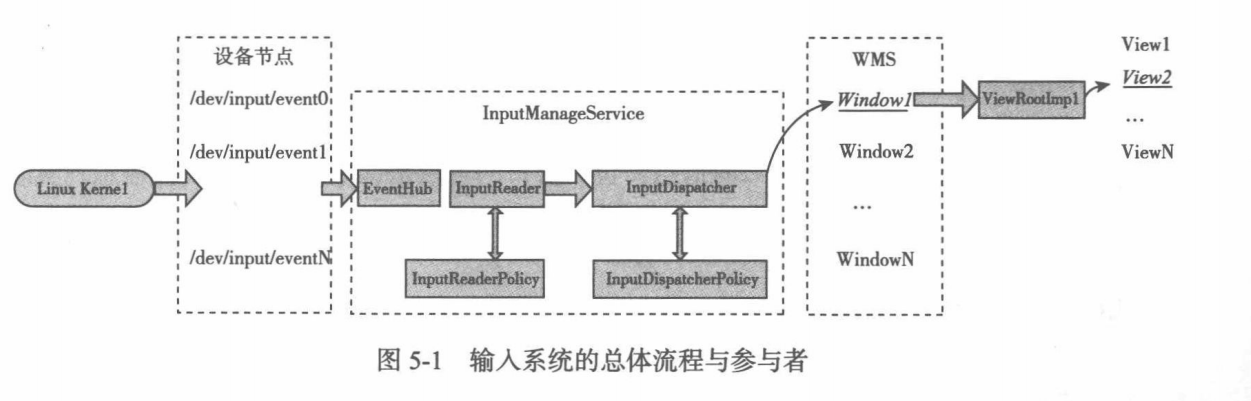 设备节点
/dev/input/event0
/dev/input/event1
/dev/input/eventN
Linux Kerne1
InputManageService
EventHub
InputReader
InputDispatcher
InputReaderPolicy
InputDispatcherPolicy
WMS
Window1
Window2
...
WindowN
ViewRootImp1
View1
View2
...
ViewN
图 5-1 输入系统的总体流程与参与者